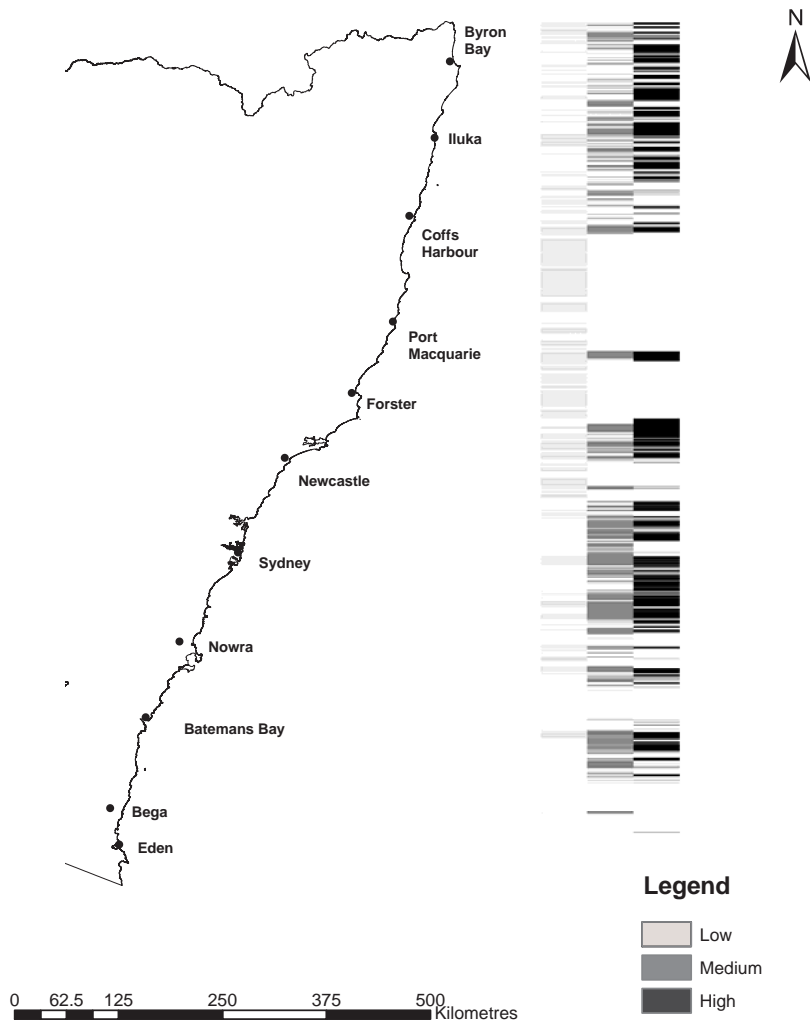 N
Byron
Bay
Iluka
Coffs
Harbour
Port
Macquarie
Forster
Newcastle
Sydney
Nowra
Batemans Bay
Bega
Eden
Legend
Low
Medium
High
0 62.5 125 250 375 500
Kilometres